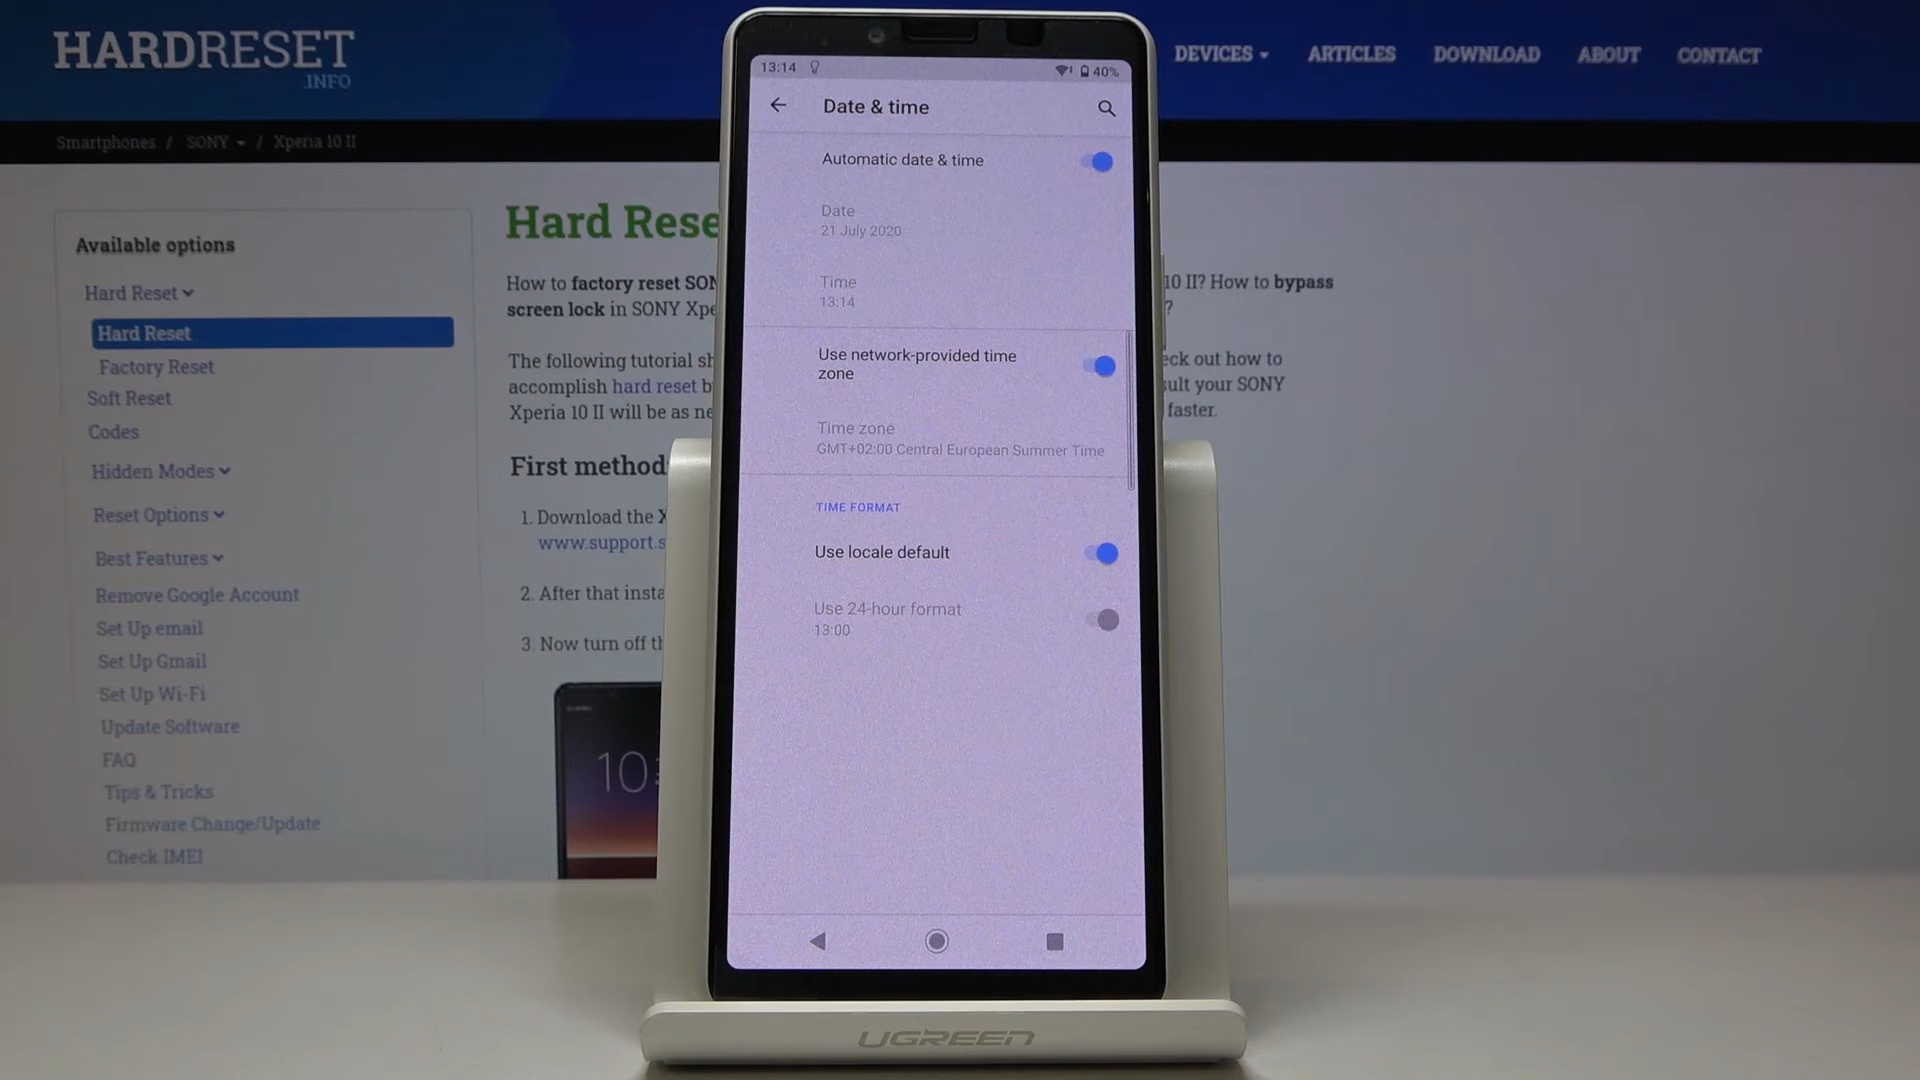 HARDRESET
.INFO
DEVICES
ARTICLES
DOWNLOAD
ABOUT
CONTACT
Smartphones / SONY / Xperia 10 II
Available options
Hard Reset
Hard Reset
Factory Reset
Soft Reset
Codes
Hidden Modes
Reset Options
Best Features
Remove Google Account
Set Up email
Set Up Gmail
Set Up Wi-Fi
Update Software
FAQ
Tips & Tricks
Firmware Change/Update
Check IMEI
Hard Rese
How to factory reset SON
screen lock in SONY Xpe
The following tutorial sh
accomplish hard reset b
Xperia 10 II will be as ne
First method
1. Download the X
www.support.s
2. After that insta
3. Now turn off th
10:
10 II? How to bypass
?
eck out how to
sult your SONY
faster.
13:14
40%
Date & time
Automatic date & time
Date
21 July 2020
Time
13:14
Use network-provided time
zone
Time zone
GMT+02:00 Central European Summer Time
TIME FORMAT
Use locale default
Use 24-hour format
13:00
UGREEN